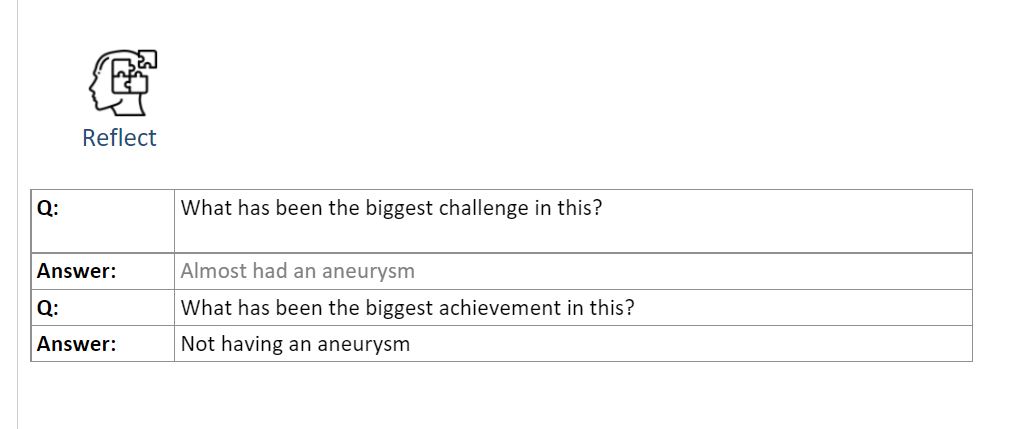 Reflect
Q: What has been the biggest challenge in this?
Answer: Almost had an aneurysm
Q: What has been the biggest achievement in this?
Answer: Not having an aneurysm